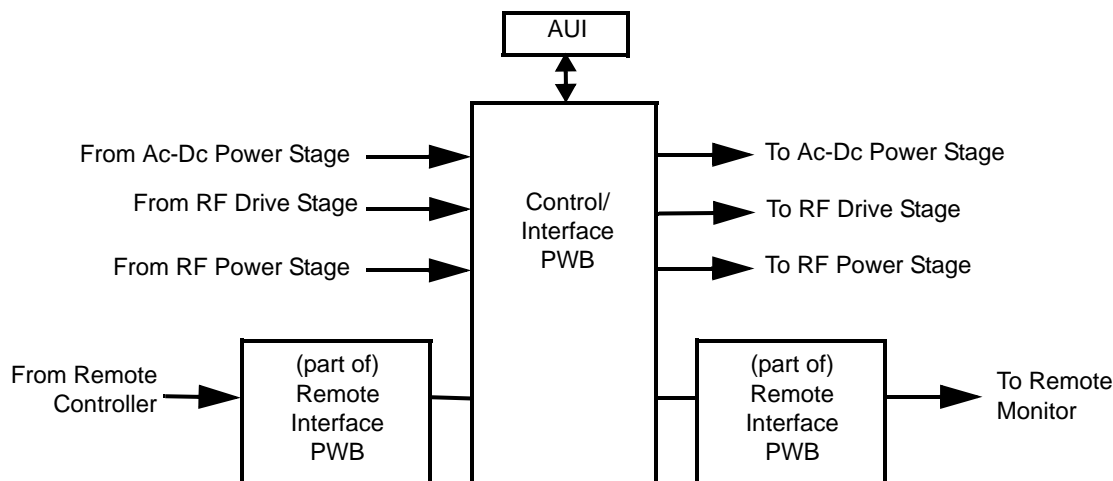 AUI
From Ac-Dc Power Stage
To Ac-Dc Power Stage
From RF Drive Stage
Control/
Interface
PWB
To RF Drive Stage
From RF Power Stage
To RF Power Stage
From Remote
Controller
(part of)
Remote
Interface
PWB
(part of)
Remote
Interface
PWB
To Remote
Monitor